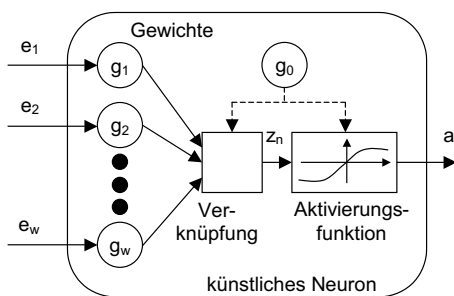 Gewichte
e1
g1
g0
e2
g2
zn
a
ew
gw
Ver-
knüpfung
Aktivierungs-
funktion
künstliches Neuron